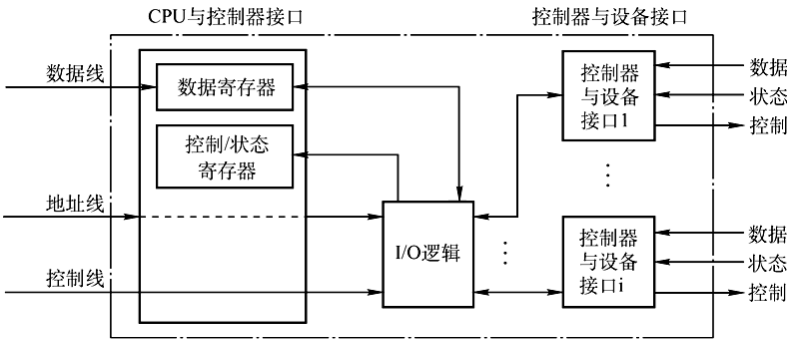 CPU与控制器接口
控制器与设备接口
数据线
数据寄存器
控制/状态
寄存器
地址线
控制线
I/O逻辑
控制器
与设备
接口1
数据
状态
控制
控制器
与设备
接口i
数据
状态
控制